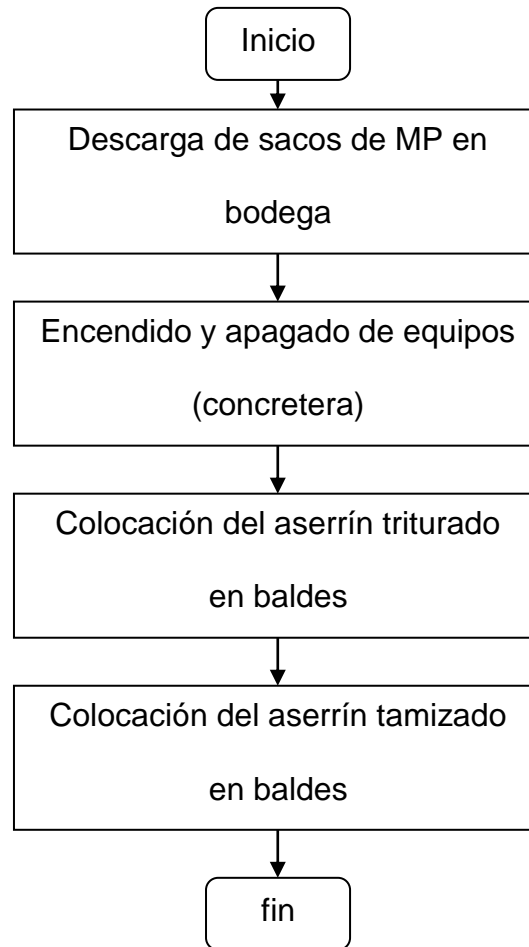 Inicio
Descarga de sacos de MP en
bodega
Encendido y apagado de equipos
(concretera)
Colocación del aserrín triturado
en baldes
Colocación del aserrín tamizado
en baldes
fin